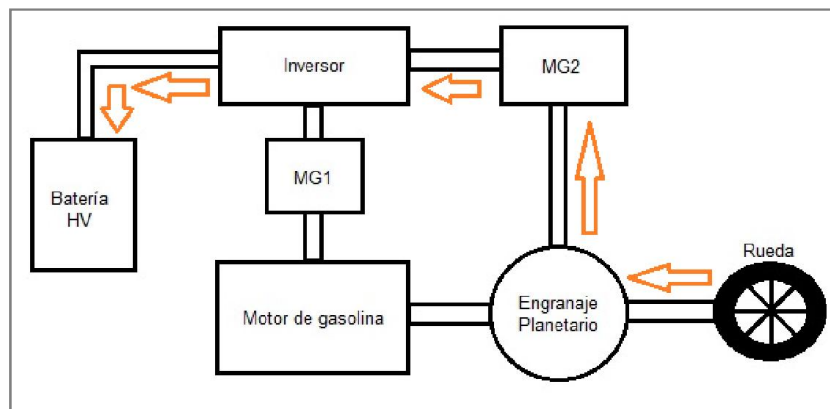 Inversor
MG2
MG1
Batería
HV
Rueda
Motor de gasolina
Engranaje
Planetario